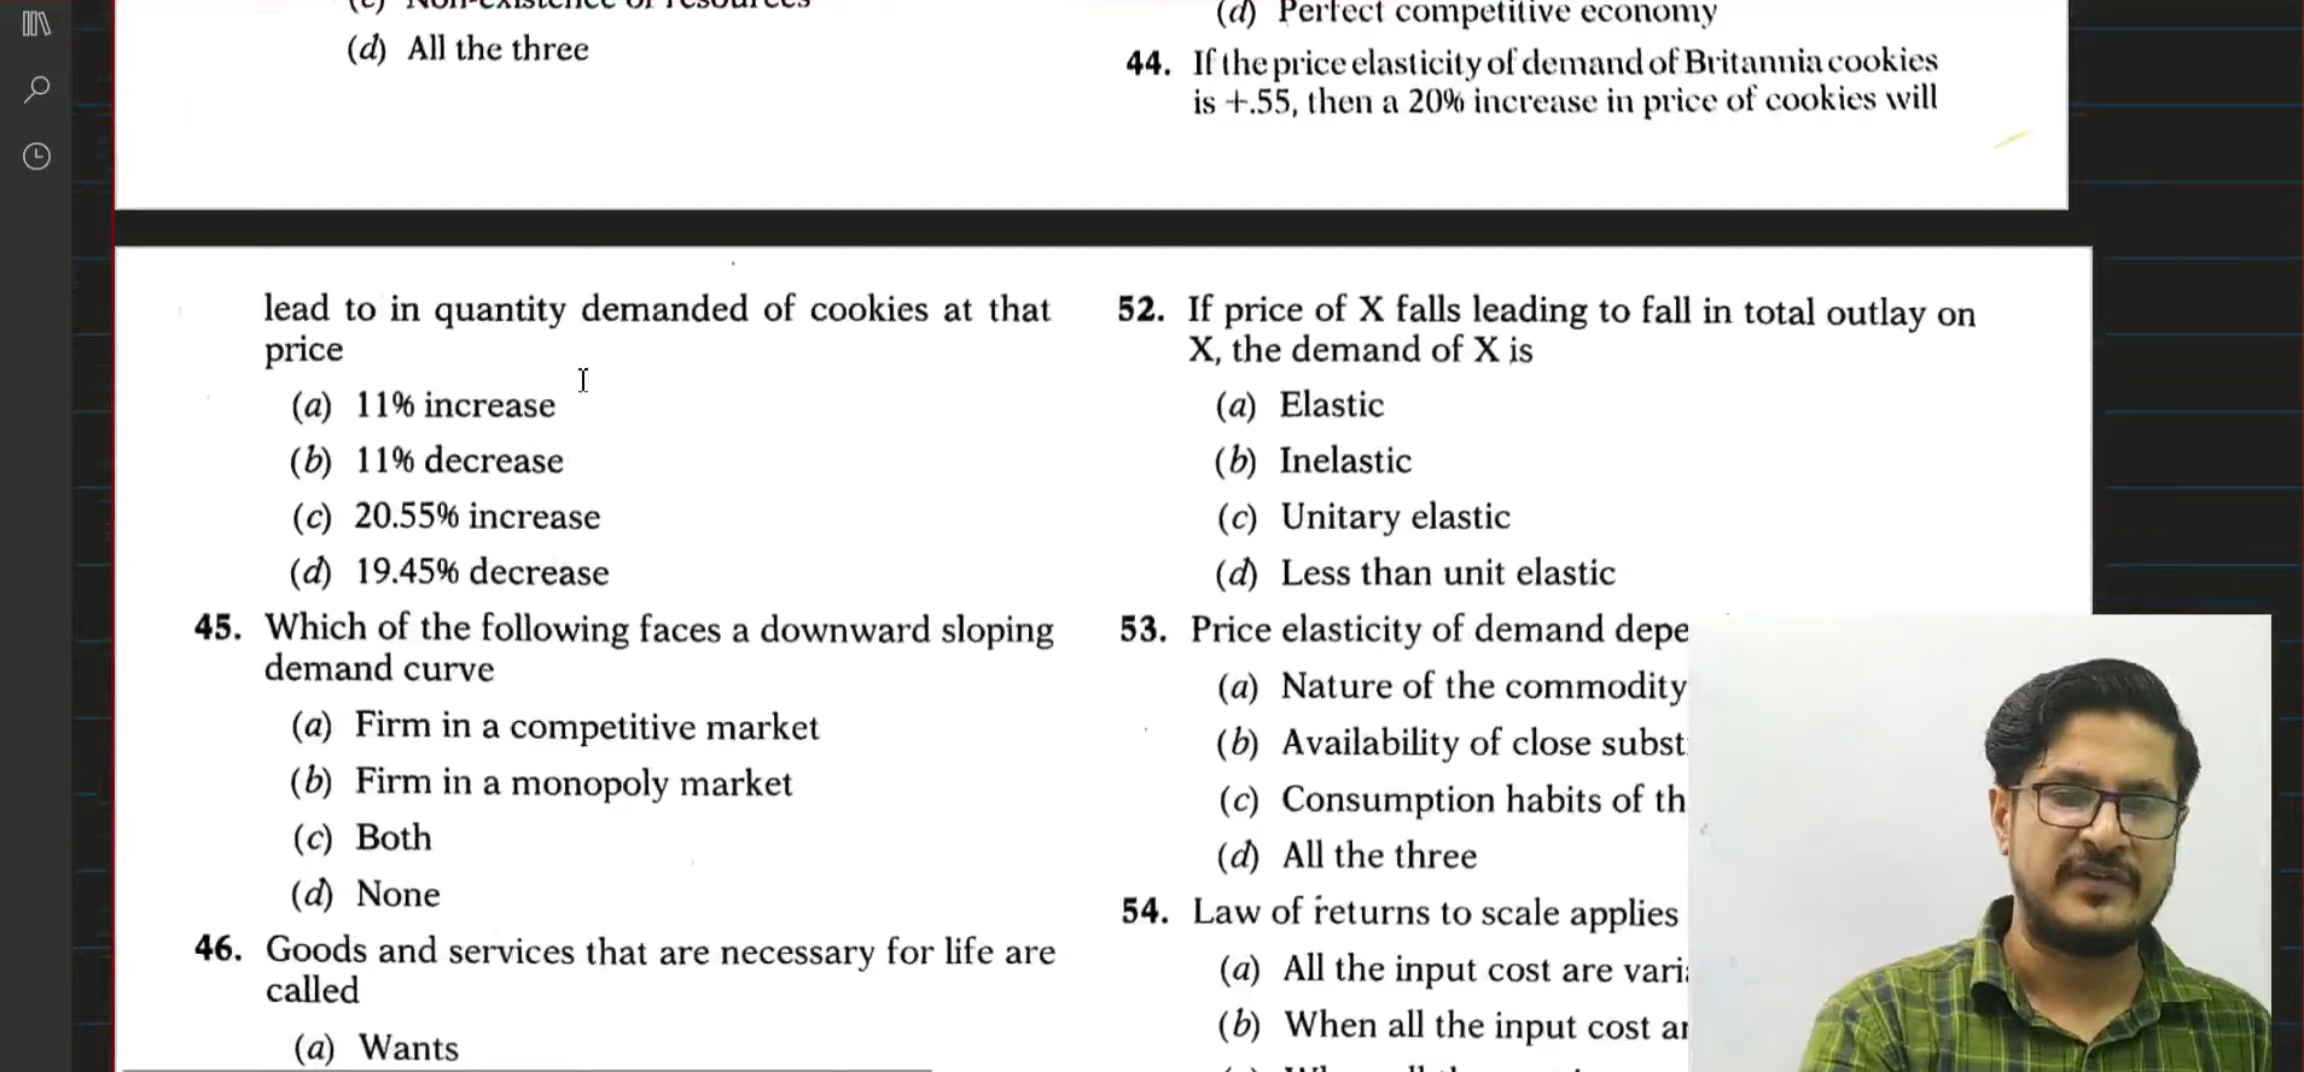 (d) All the three
(d) Perfect competitive economy
44. If the price elasticity of demand of Britannia cookies
is +.55, then a 20% increase in price of cookies will
lead to in quantity demanded of cookies at that
price
(a) 11% increase
(b) 11% decrease
(c) 20.55% increase
(d) 19.45% decrease
45. Which of the following faces a downward sloping
demand curve
(a) Firm in a competitive market
(b) Firm in a monopoly market
(c) Both
(d) None
46. Goods and services that are necessary for life are
called
(a) Wants
52. If price of X falls leading to fall in total outlay on
X, the demand of X is
(a) Elastic
(b) Inelastic
(c) Unitary elastic
(d) Less than unit elastic
53. Price elasticity of demand depe
(a) Nature of the commodity
(b) Availability of close subst
(c) Consumption habits of th
(d) All the three
54. Law of returns to scale applies
(a) All the input cost are vari
(b) When all the input cost ar